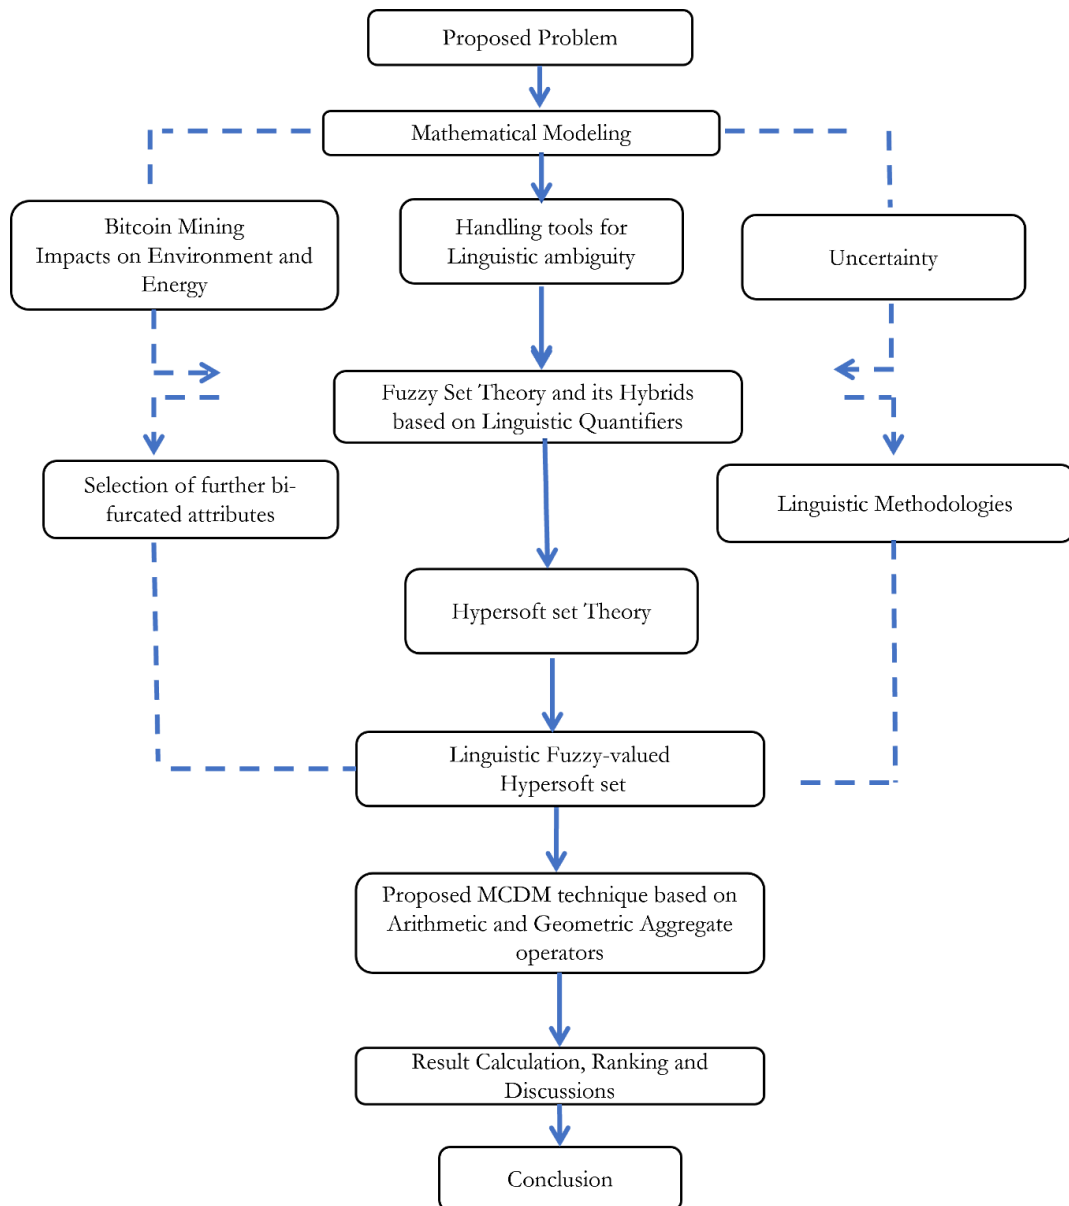 Proposed Problem
Mathematical Modeling
Bitcoin Mining
Impacts on Environment and
Energy
Handling tools for
Linguistic ambiguity
Uncertainty
Fuzzy Set Theory and its Hybrids
based on Linguistic Quantifiers
Selection of further bi-
furcated attributes
Linguistic Methodologies
Hypersoft set Theory
Linguistic Fuzzy-valued
Hypersoft set
Proposed MCDM technique based on
Arithmetic and Geometric Aggregate
operators
Result Calculation, Ranking and
Discussions
Conclusion